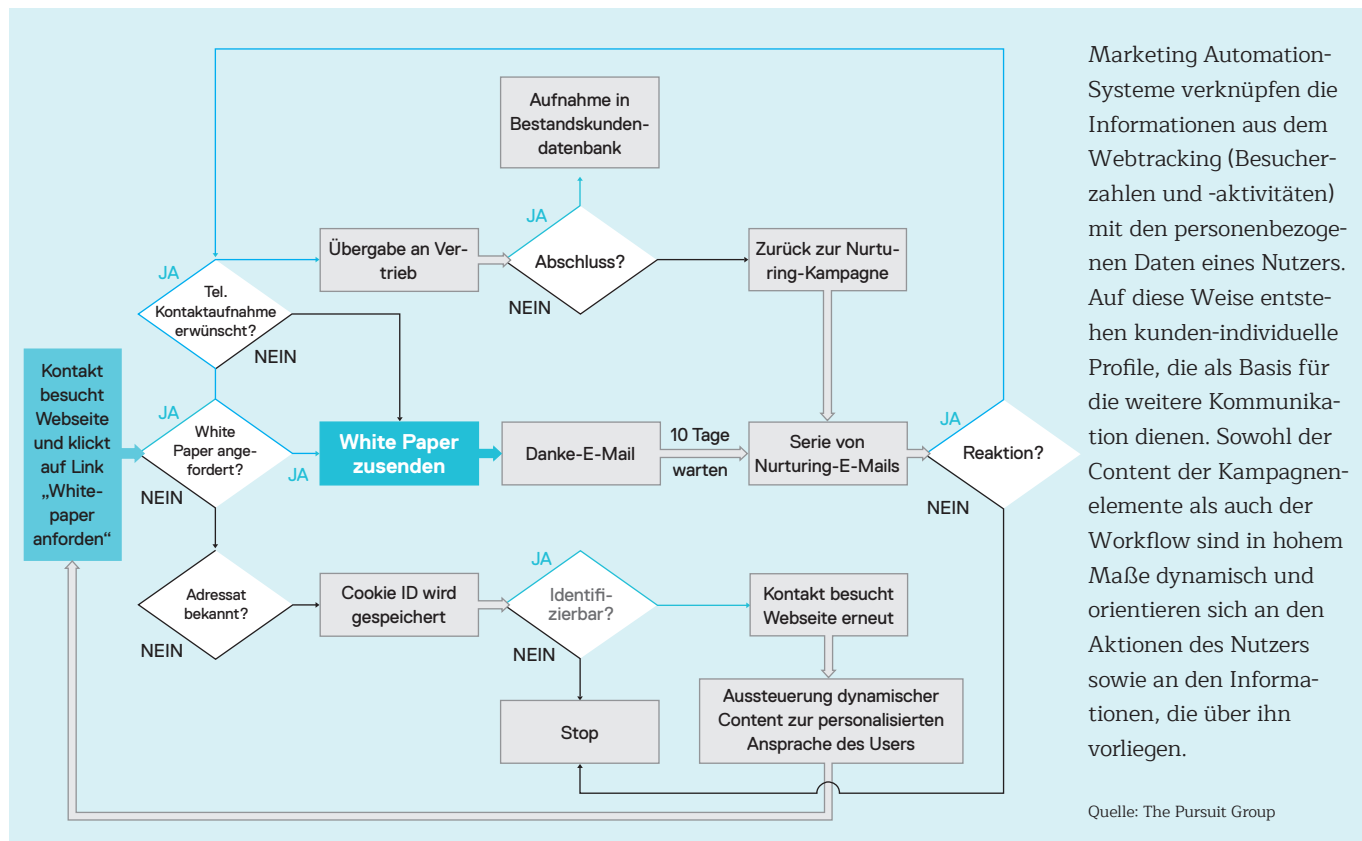 Aufnahme in
Bestandskunden-
datenbank
JA
Übergabe an Ver-
trieb
Abschluss?
NEIN
Zurück zur Nurtu-
ring-Kampagne
JA
Tel.
Kontaktaufnahme
erwünscht?
NEIN
Kontakt
besucht
Webseite
und klickt
auf Link
„White-
paper
anforden“
JA
White
Paper ange-
fordert?
JA
NEIN
White Paper
zusenden
Danke-E-Mail
10 Tage
warten
Serie von
Nurturing-E-Mails
JA
Reaktion?
NEIN
Adressat
bekannt?
NEIN
Cookie ID wird
gespeichert
JA
Identifi-
zierbar?
NEIN
Kontakt besucht
Webseite erneut
Stop
Aussteuerung dynamischer
Content zur personalisierten
Ansprache des Users
Marketing Automation-
Systeme verknüpfen die
Informationen aus dem
Webtracking (Besucher-
zahlen und -aktivitäten)
mit den personenbezoge-
nen Daten eines Nutzers.
Auf diese Weise entste-
hen kunden-individuelle
Profile, die als Basis für
die weitere Kommunika-
tion dienen. Sowohl der
Content der Kampagnen-
elemente als auch der
Workflow sind in hohem
Maße dynamisch und
orientieren sich an den
Aktionen des Nutzers
sowie an den Informa-
tionen, die über ihn
vorliegen.
Quelle: The Pursuit Group